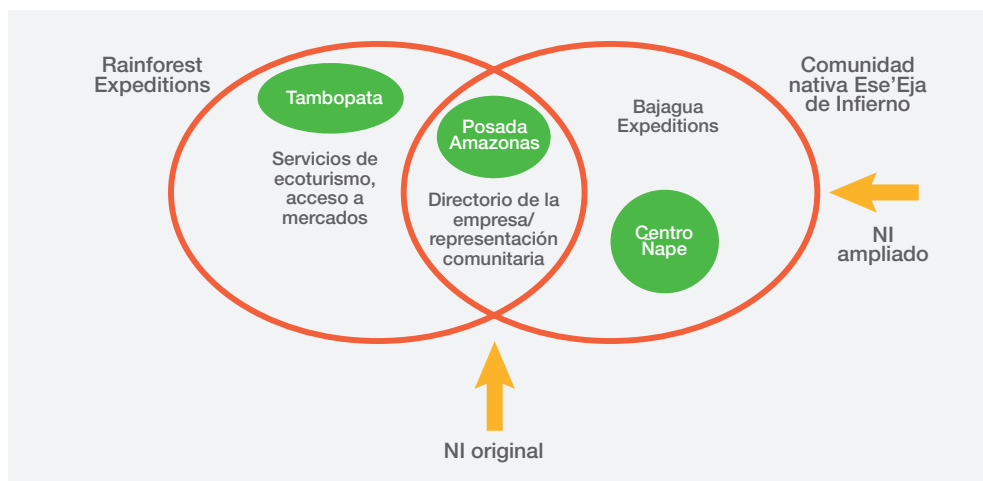 Rainforest
Expeditions
Tambopata
Servicios de
ecoturismo,
acceso a
mercados
Posada
Amazonas
Directorio de la
empresa/
representación
comunitaria
Bajagua
Expeditions
Centro
Ñape
Comunidad
nativa Ese’Eja
de Infierno
NI
ampliado
NI original